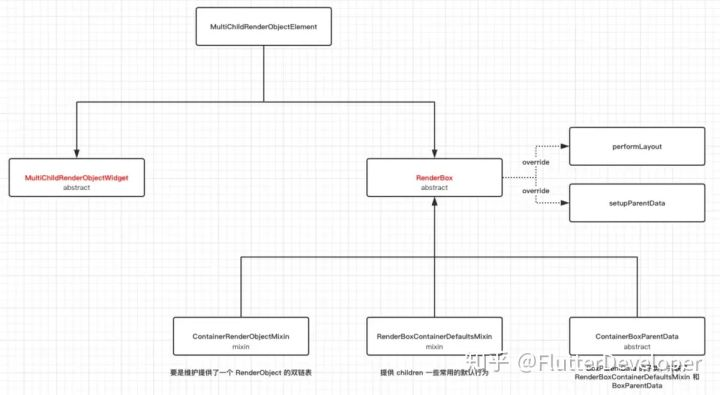 MultiChildRenderObjectElement
performLayout
override
MultiChildRenderObjectWidget
abstract
RenderBox
abstract
override
setupParentData
ContainerRenderObjectMixin
mixin
RenderBoxContainerDefaultsMixin
mixin
ContainerBoxParentData
abstract
知乎 @FlutterDeveloper
要是维护提供了一个 RenderObject 的双链表
提供 children 一些常用的默认行为
RenderBoxContainerDefaultsMixin 和
BoxParentData